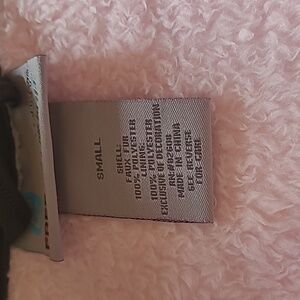 SMALL
SHELL:
FAUX FUR
100% POLYESTER
LINING:
100% POLYESTER
EXCLUSIVE OF DECORATION
MADE IN CHINA
SEE REVERSE
FOR CARE